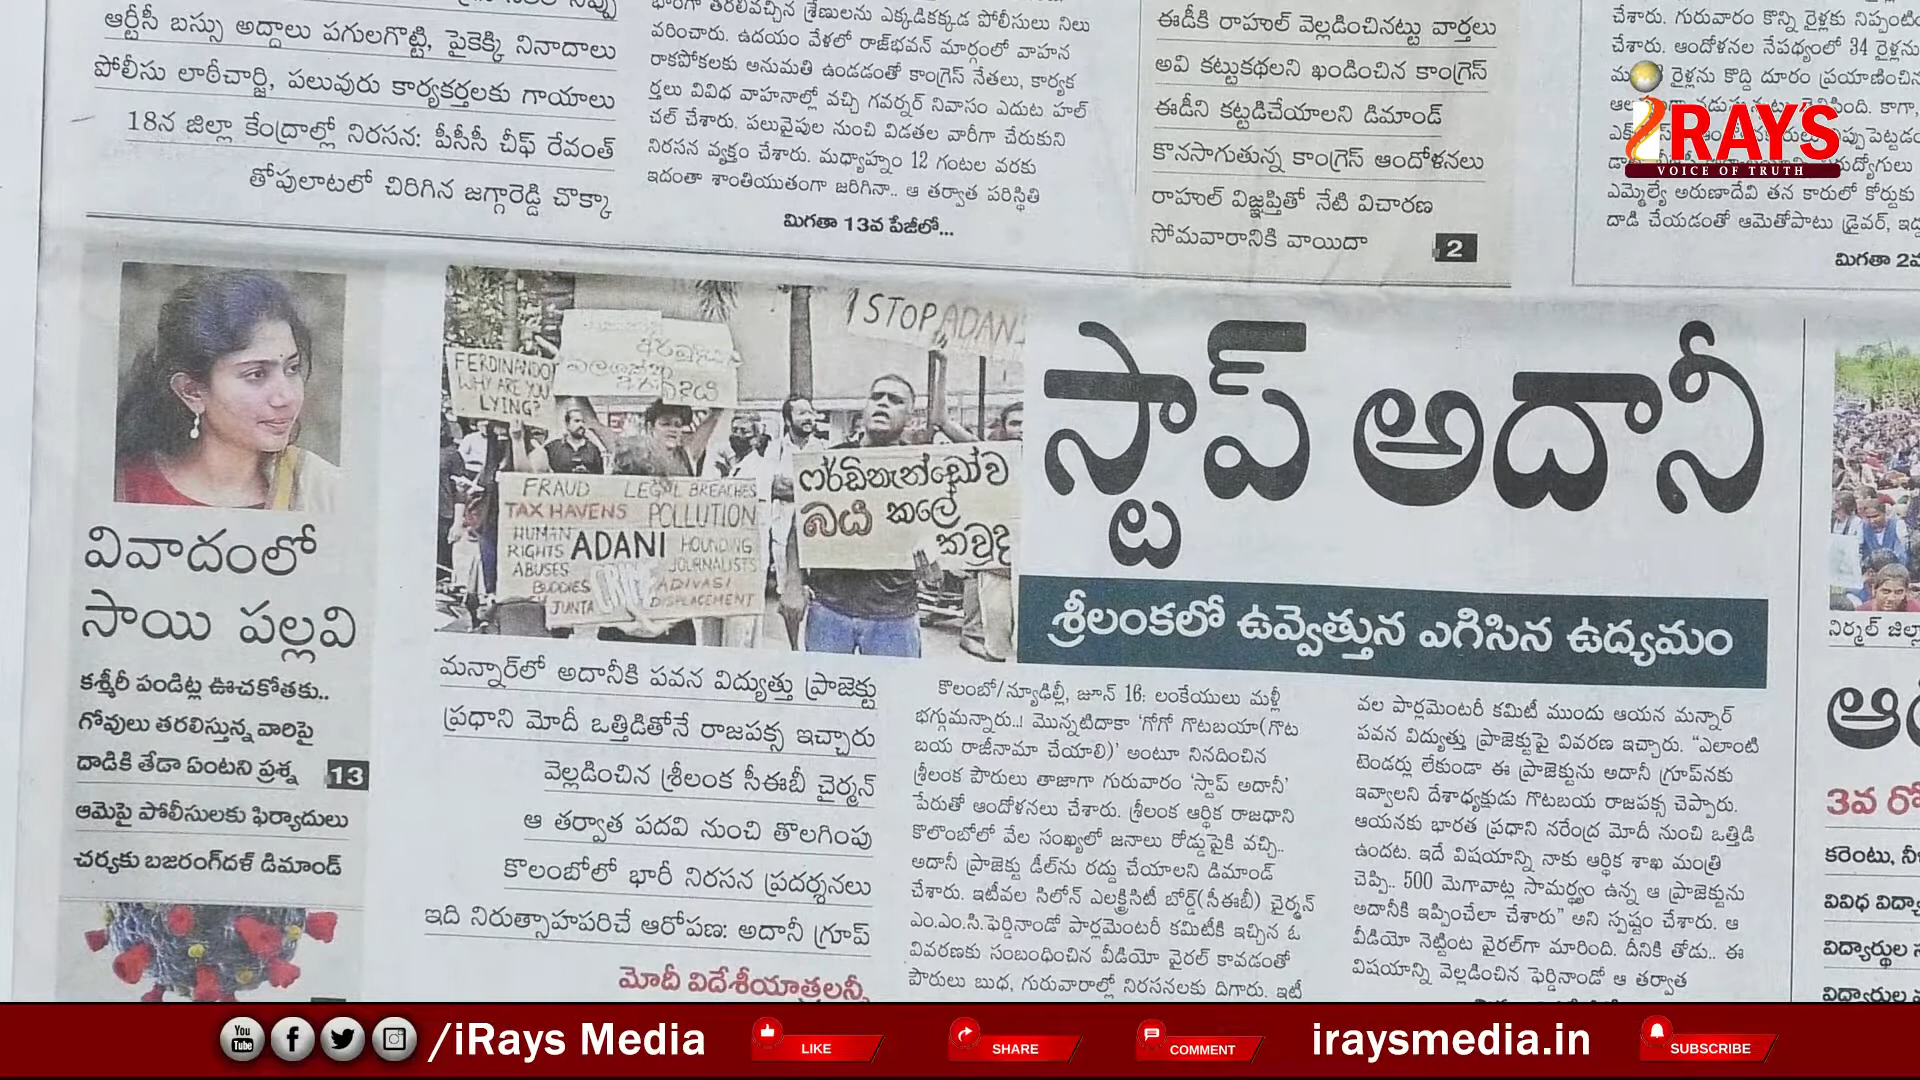 ఆర్టీసీ బస్సు అద్దాలు పగులగొట్టి, పైకెక్కి నినాదాలు
పోలీసు లాఠీచార్జి, పలువురు కార్యకర్తలకు గాయాలు
18న జిల్లా కేంద్రాల్లో నిరసన: పీసీసీ చీఫ్ రేవంత్
తోపులాటలో చిరిగిన జగ్గారెడ్డి చొక్కా
భారీగా తరలివచ్చిన శ్రేణులను ఎక్కడికక్కడ పోలీసులు నిలు
వరించారు. ఉదయం వేళలో రాజ్‌భవన్ మార్గంలో వాహన
రాకపోకలకు అనుమతి ఉండడంతో కాంగ్రెస్ నేతలు, కార్యక
ర్తలు వివిధ వాహనాల్లో వచ్చి గవర్నర్ నివాసం ఎదుట హల్
చల్ చేశారు. పలువైపుల నుంచి విడతల వారీగా చేరుకుని
నిరసన వ్యక్తం చేశారు. మధ్యాహ్నం 12 గంటల వరకు
ఇదంతా శాంతియుతంగా జరిగినా.. ఆ తర్వాత పరిస్థితి
మిగతా 13వ పేజీలో...
ఈడీకి రాహుల్ వెల్లడించినట్టు వార్తలు
అవి కట్టుకథలని ఖండించిన కాంగ్రెస్
ఈడీని కట్టడిచేయాలని డిమాండ్
కొనసాగుతున్న కాంగ్రెస్ ఆందోళనలు
రాహుల్ విజ్ఞప్తితో నేటి విచారణ
సోమవారానికి వాయిదా 2
చేశారు. గురువారం కొన్ని రైళ్లకు
చేశారు. ఆందోళనల నేపథ్యంలో 34 రైళ్లను
రైళ్లను కొద్ది దూరం
ఎమ్మెల్యే అరుణాదేవి తన కారులో కోర్టుకు
దాడి చేయడంతో ఆమెతోపాటు డ్రైవర్,
మిగతా 2వ
iRAYS
VOICE OF TRUTH
వివాదంలో
సాయి పల్లవి
కశ్మీరీ పండిట్ల ఊచకోతకు..
గోవులు తరలిస్తున్న వారిపై
దాడికి తేడా ఏంటని ప్రశ్న 13
ఆమెపై పోలీసులకు ఫిర్యాదులు
చర్యకు బజరంగ్‌దళ్ డిమాండ్
STOP ADANI
FERDINANDO
WHY ARE YOU
LYING?
FRAUD LEGAL BREACHES
TAX HAVENS POLLUTION
HUMAN
RIGHTS ADANI HOUNDING
ABUSES JOURNALISTS
BUDDIES ADIVASI
JUNTA DISPLACEMENT
స్టాప్ అదానీ
శ్రీలంకలో ఉవ్వెత్తున ఎగిసిన ఉద్యమం
మన్నార్‌లో అదానీకి పవన విద్యుత్తు ప్రాజెక్టు
ప్రధాని మోదీ ఒత్తిడితోనే రాజపక్స ఇచ్చారు
వెల్లడించిన శ్రీలంక సీఈబీ చైర్మన్
ఆ తర్వాత పదవి నుంచి తొలగింపు
కొలంబోలో భారీ నిరసన ప్రదర్శనలు
ఇది నిరుత్సాహపరిచే ఆరోపణ: అదానీ గ్రూప్
మోదీ విదేశీయాత్రలన్నీ
కొలంబో/న్యూఢిల్లీ, జూన్ 16: లంకేయులు మళ్లీ
భగ్గుమన్నారు..! మొన్నటిదాకా 'గోగో గొటబయా(గొట
బయ రాజీనామా చేయాలి)' అంటూ నినదించిన
శ్రీలంక పౌరులు తాజాగా గురువారం 'స్టాప్ అదానీ'
పేరుతో ఆందోళనలు చేశారు. శ్రీలంక ఆర్థిక రాజధాని
కొలొంబోలో వేల సంఖ్యలో జనాలు రోడ్డుపైకి వచ్చి..
అదానీ ప్రాజెక్టు డీల్‌ను రద్దు చేయాలని డిమాండ్
చేశారు. ఇటీవల సిలోన్ ఎలక్ట్రిసిటీ బోర్డ్(సీఈబీ) చైర్మన్
ఎం.ఎం.సి.ఫెర్డినాండో పార్లమెంటరీ కమిటీకి ఇచ్చిన ఓ
వివరణకు సంబంధించిన వీడియో వైరల్ కావడంతో
పౌరులు బుధ, గురువారాల్లో నిరసనలకు దిగారు. ఇటీ
వల పార్లమెంటరీ కమిటీ ముందు ఆయన మన్నార్
పవన విద్యుత్తు ప్రాజెక్టుపై వివరణ ఇచ్చారు. "ఎలాంటి
టెండర్లు లేకుండా ఈ ప్రాజెక్టును అదానీ గ్రూప్‌నకు
ఇవ్వాలని దేశాధ్యక్షుడు గొటబయ రాజపక్స చెప్పారు.
ఆయనకు భారత ప్రధాని నరేంద్ర మోదీ నుంచి ఒత్తిడి
ఉందట. ఇదే విషయాన్ని నాకు ఆర్థిక శాఖ మంత్రి
చెప్పి.. 500 మెగావాట్ల సామర్థ్యం ఉన్న ఆ ప్రాజెక్టును
అదానీకి ఇప్పించేలా చేశారు" అని స్పష్టం చేశారు. ఆ
వీడియో నెట్టింట వైరల్‌గా మారింది. దీనికి తోడు.. ఈ
విషయాన్ని వెల్లడించిన ఫెర్డినాండో ఆ తర్వాత
నిర్మల్
3వ
కరెంటు,
వివిధ
/iRays Media
LIKE
SHARE
COMMENT
iraysmedia.in
SUBSCRIBE